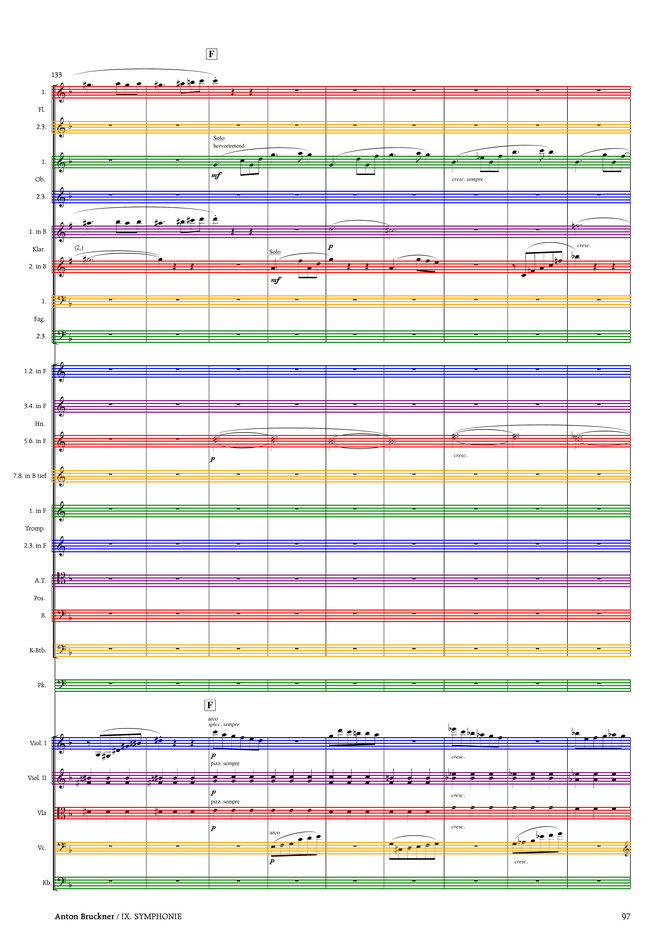 F
133
1.
Fl.
2.3.
Solo
hervortretend
1.
mf
cresc. sempre
Ob.
2.3.
1. in B
p
Klar.
(2.)
Solo
cresc.
2. in B
mf
1.
Fag.
2.3.
1.2. in F
3.4. in F
Hn.
5.6. in F
p
cresc.
7.8. in B tief
1. in F
Tromp.
2.3. in F
A.T.
Pos.
B.
K-Btb.
Pk.
F
arco
spicc. sempre
Viol. I
p
cresc.
pizz. sempre
Viol. II
p
cresc.
pizz. sempre
Vla
p
cresc.
arco
Vc.
p
cresc.
Kb.
Anton Bruckner / IX. SYMPHONIE 97